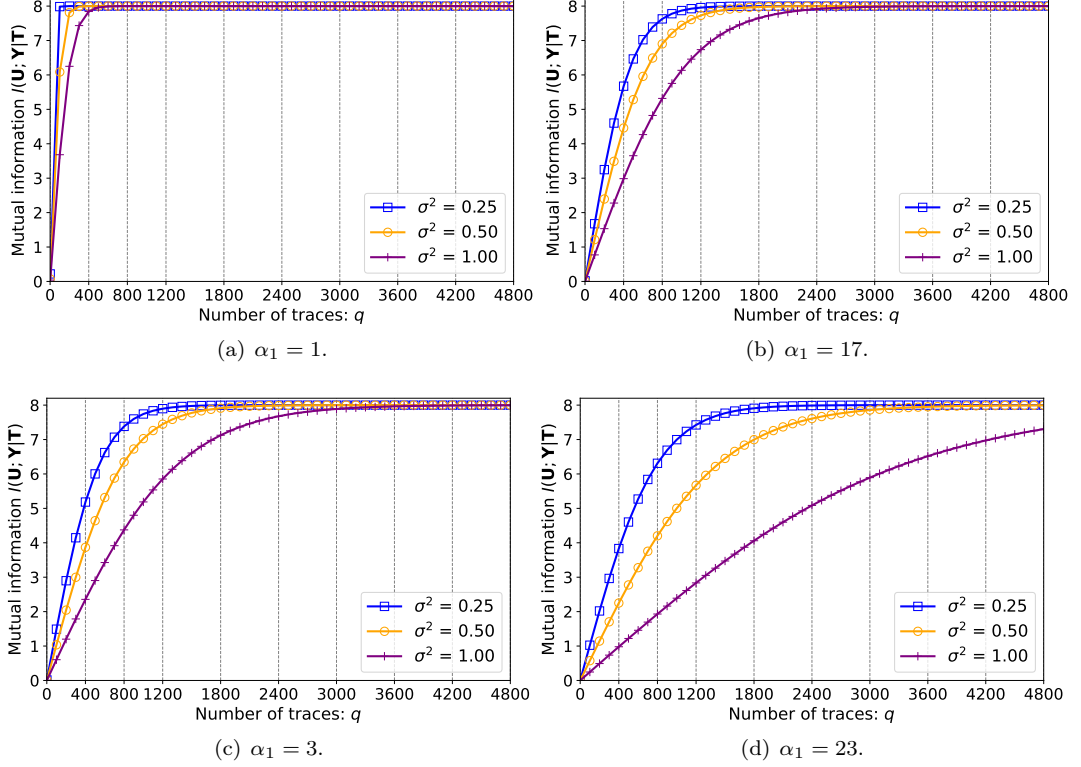 8
7
6
5
4
3
2
1
0
Mutual information I(U; Y|T)
0 400 800 1200 1800 2400 3000 3600 4200 4800
Number of traces: q
σ² = 0.25
σ² = 0.50
σ² = 1.00
(a) α₁ = 1.
8
7
6
5
4
3
2
1
0
Mutual information I(U; Y|T)
0 400 800 1200 1800 2400 3000 3600 4200 4800
Number of traces: q
σ² = 0.25
σ² = 0.50
σ² = 1.00
(b) α₁ = 17.
8
7
6
5
4
3
2
1
0
Mutual information I(U; Y|T)
0 400 800 1200 1800 2400 3000 3600 4200 4800
Number of traces: q
σ² = 0.25
σ² = 0.50
σ² = 1.00
(c) α₁ = 3.
8
7
6
5
4
3
2
1
0
Mutual information I(U; Y|T)
0 400 800 1200 1800 2400 3000 3600 4200 4800
Number of traces: q
σ² = 0.25
σ² = 0.50
σ² = 1.00
(d) α₁ = 23.